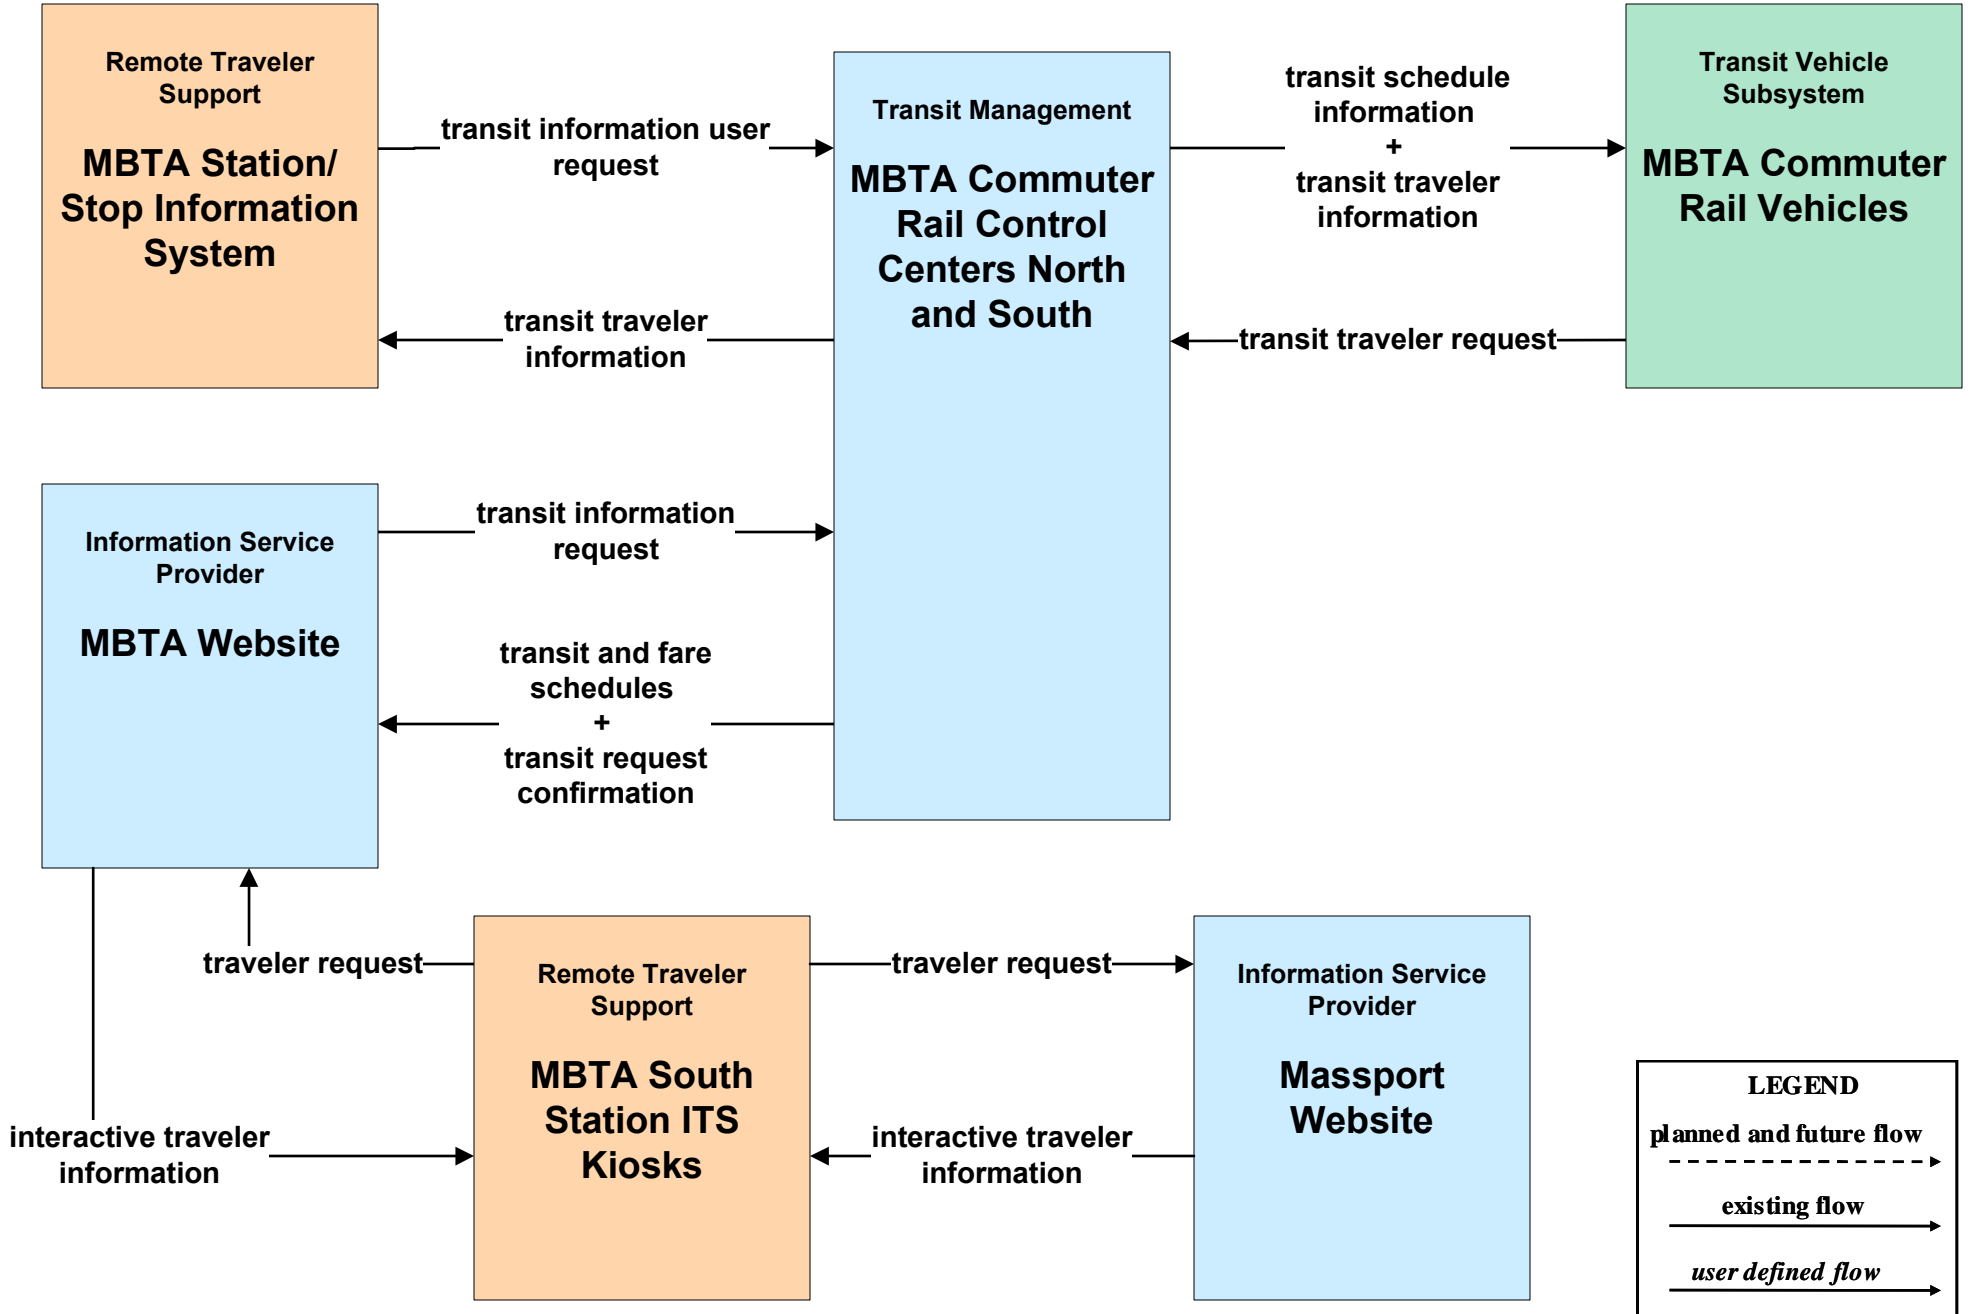 Remote Traveler
Support
MBTA Station/
Stop Information
System
transit information user
request
transit traveler
information
Transit Management
MBTA Commuter
Rail Control
Centers North
and South
transit schedule
information
+
transit traveler
information
transit traveler request
Transit Vehicle
Subsystem
MBTA Commuter
Rail Vehicles
Information Service
Provider
MBTA Website
transit information
request
transit and fare
schedules
+
transit request
confirmation
traveler request
interactive traveler
information
Remote Traveler
Support
MBTA South
Station ITS
Kiosks
traveler request
interactive traveler
information
Information Service
Provider
Massport
Website
LEGEND
planned and future flow
existing flow
user defined flow